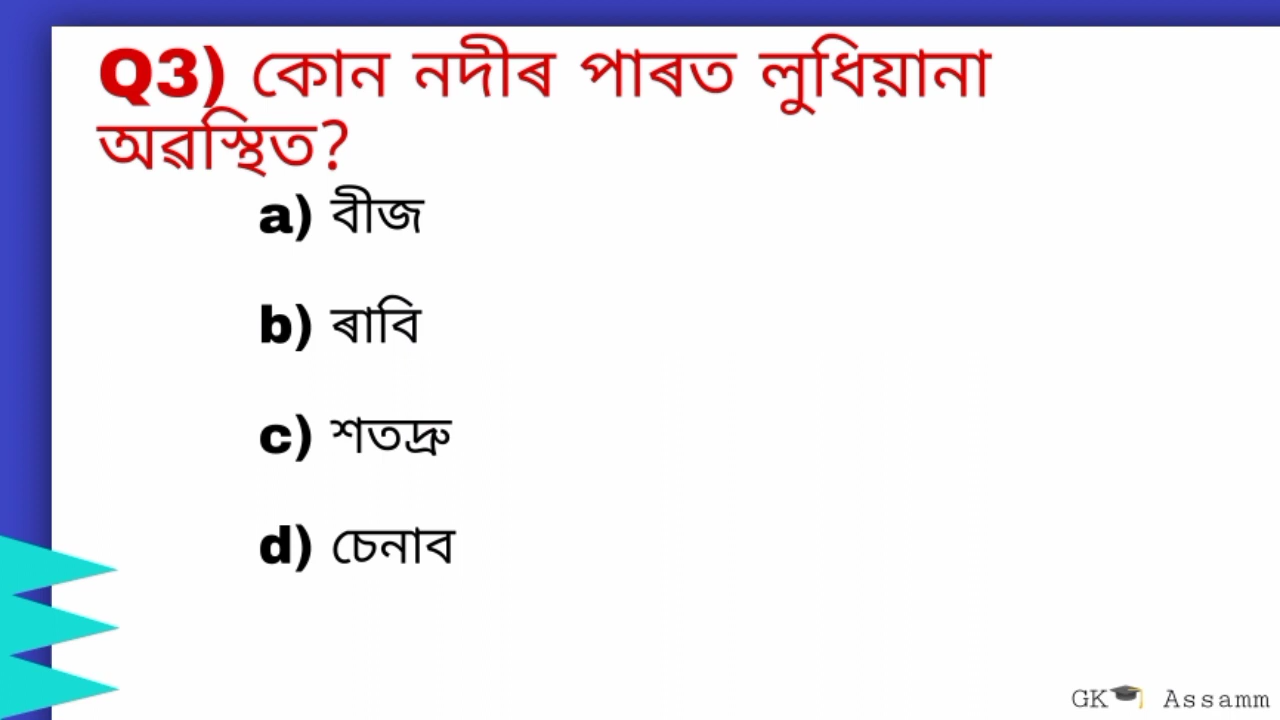 Q3) কোন নদীৰ পাৰত লুধিয়ানা
অৱস্থিত?
a) বীজ
b) ৰাবি
c) শতদ্ৰু
d) চেনাব
GK Assamm